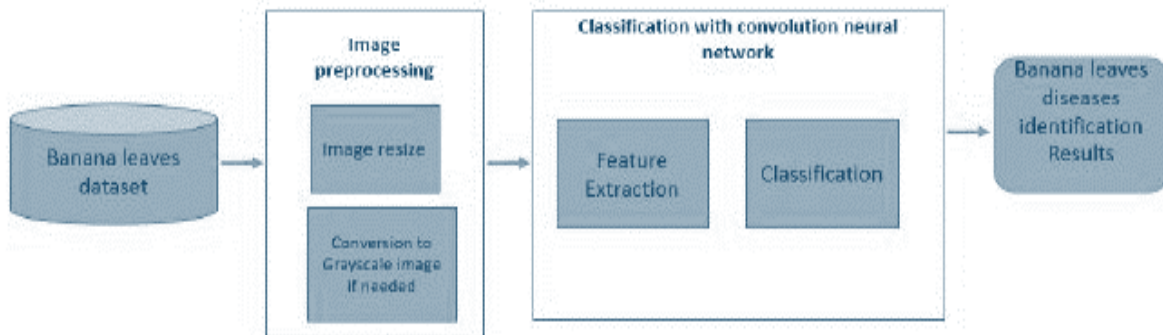 Banana leaves
dataset
Image
preprocessing
Image resize
Conversion to
Grayscale image
if needed
Classification with convolution neural
network
Feature
Extraction
Classification
Banana leaves
diseases
identification
Results